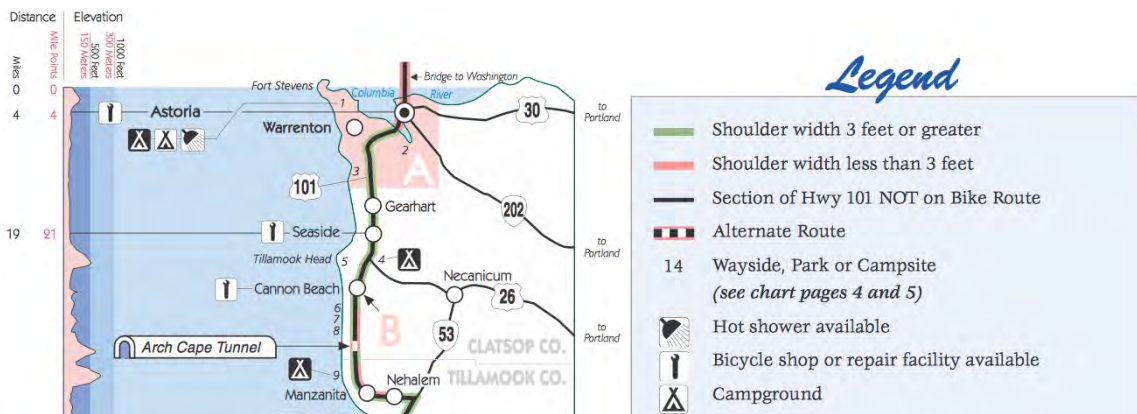 Distance
Elevation
Miles
Mile Points
150 Meters
500 Feet
300 Meters
1000 Feet
0
0
4
4
19
21
Fort Stevens
1
Bridge to Washington
Columbia
River
Astoria
Warrenton
2
30
to
Portland
3
A
101
Gearhart
202
Seaside
to
Portland
Tillamook Head
5
4
Necanicum
Cannon Beach
26
6
7
8
B
53
to
Portland
Arch Cape Tunnel
CLATSOP CO.
TILLAMOOK CO.
9
Nehalem
Manzanita
Legend
Shoulder width 3 feet or greater
Shoulder width less than 3 feet
Section of Hwy 101 NOT on Bike Route
Alternate Route
14
Wayside, Park or Campsite
(see chart pages 4 and 5)
Hot shower available
Bicycle shop or repair facility available
Campground